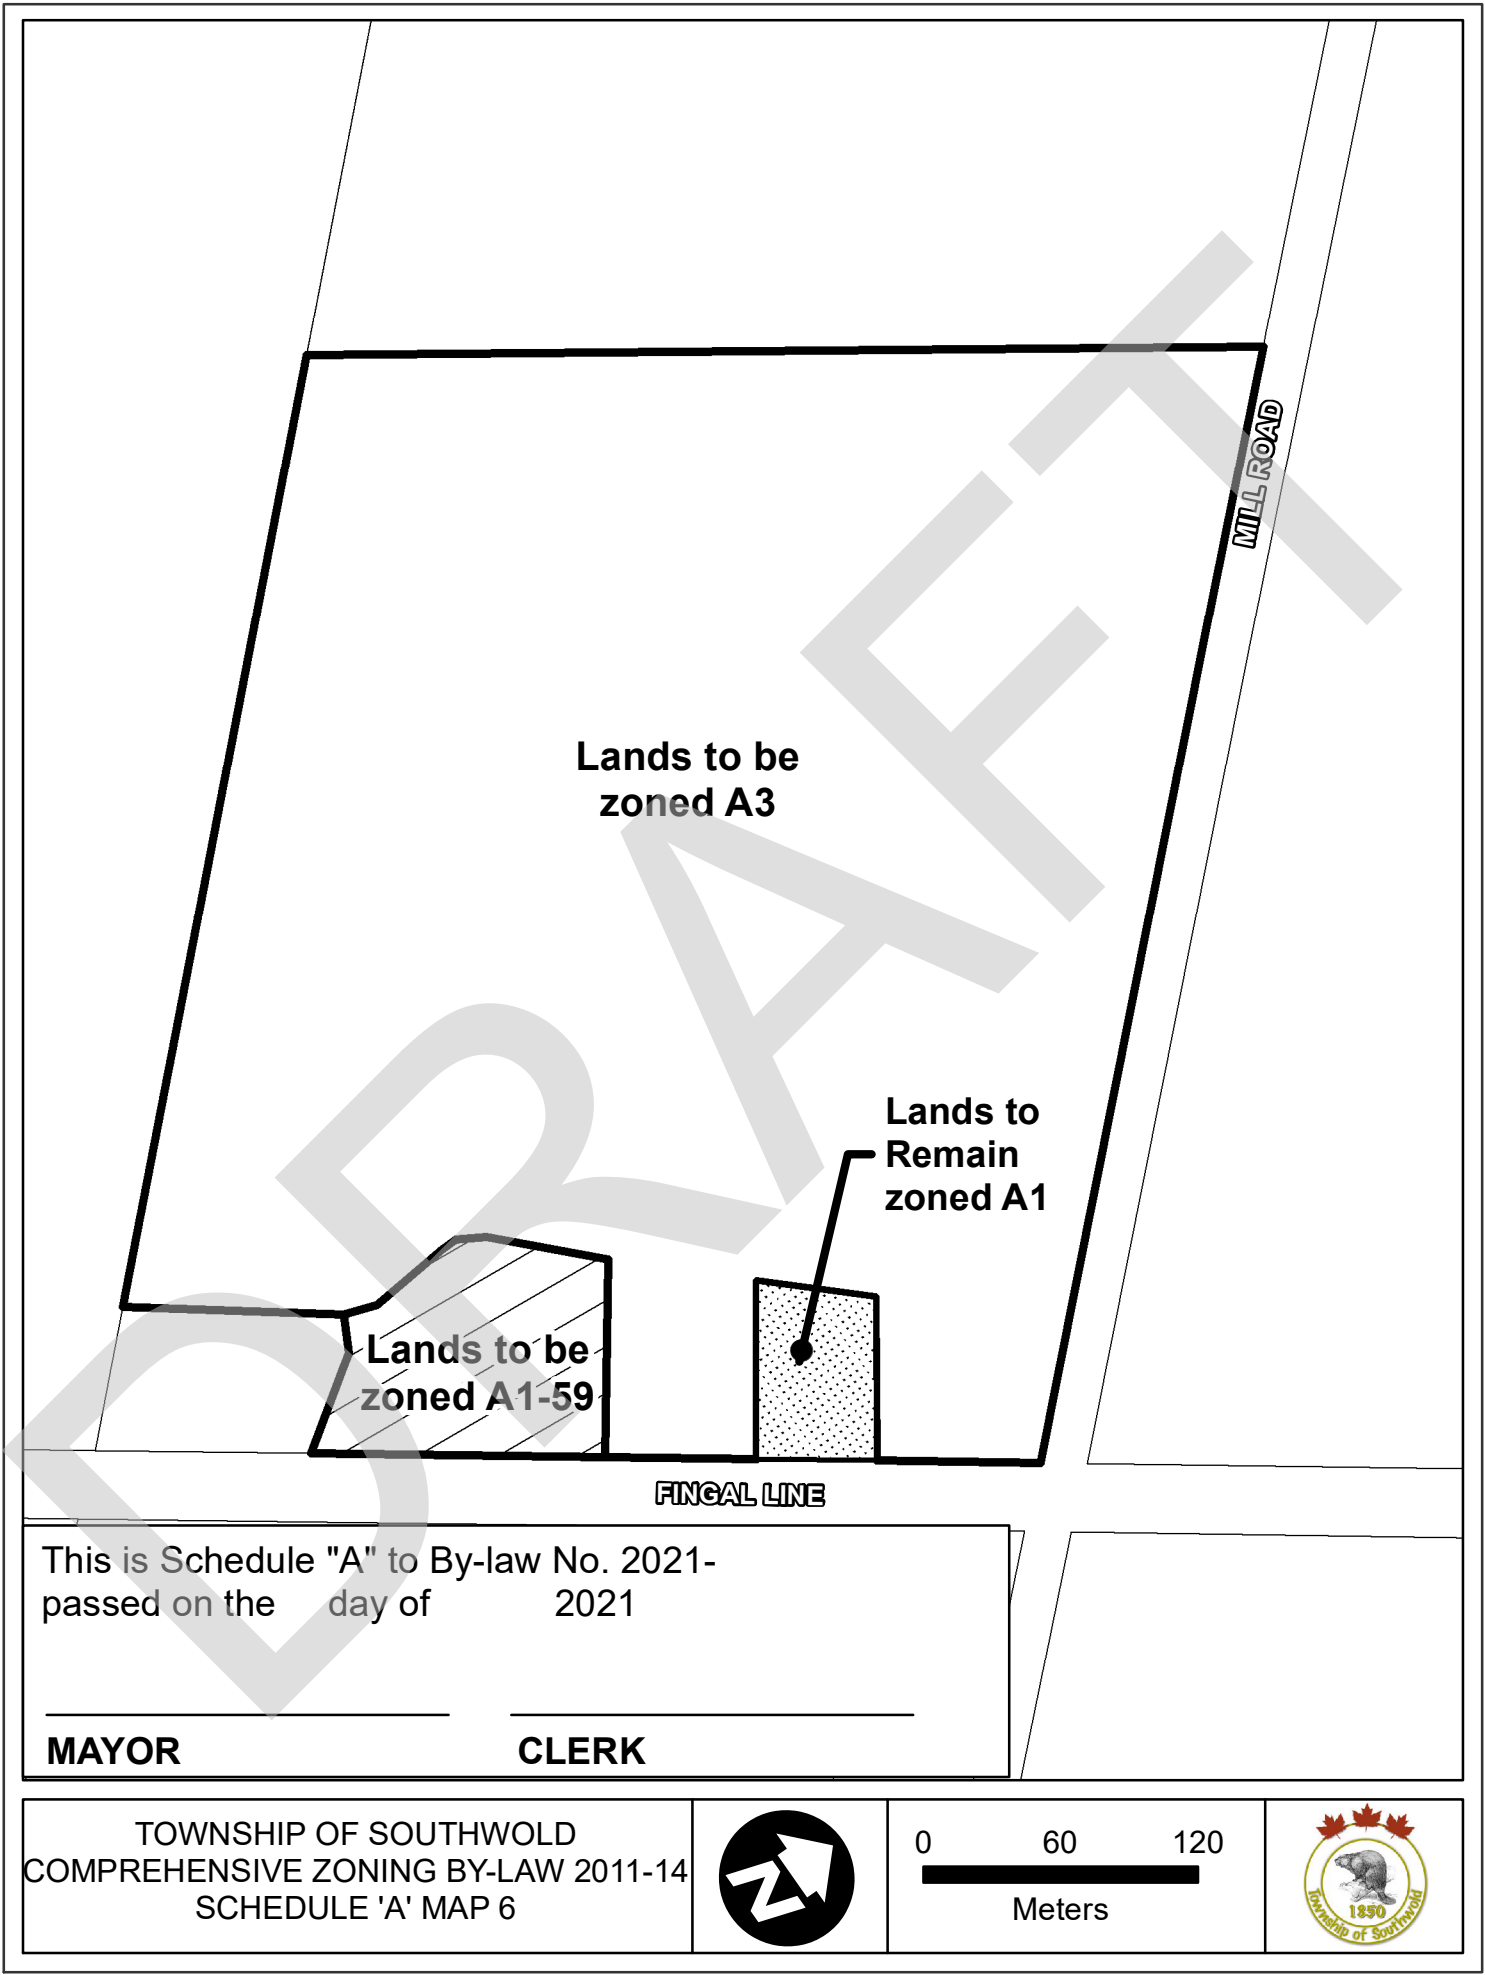 MILL ROAD
Lands to be
zoned A3
Lands to
Remain
zoned A1
Lands to be
zoned A1-59
FINGAL LINE
DRAFT
This is Schedule "A" to By-law No. 2021-
passed on the day of 2021
MAYOR CLERK
TOWNSHIP OF SOUTHWOLD
COMPREHENSIVE ZONING BY-LAW 2011-14
SCHEDULE 'A' MAP 6
N
0 60 120
Meters
1850
Township of Southwold